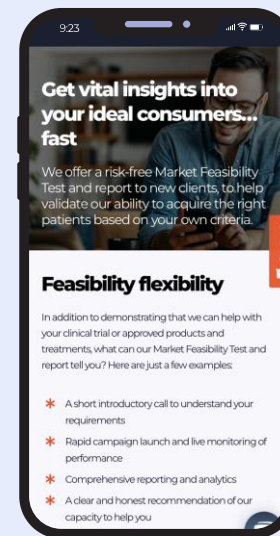 9:23
Get vital insights into
your ideal consumers...
fast
We offer a risk-free Market Feasibility
Test and report to new clients, to help
validate our ability to acquire the right
patients based on your own criteria.
Feasibility flexibility
In addition to demonstrating that we can help with
your clinical trial or approved products and
treatments, what can our Market Feasibility Test and
report tell you? Here are just a few examples:
* A short introductory call to understand your
requirements
* Rapid campaign launch and live monitoring of
performance
* Comprehensive reporting and analytics
* A clear and honest recommendation of our
capacity to help you